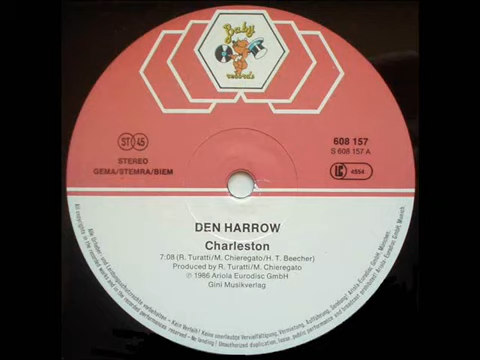 Baby
records
ST 45
STEREO
GEMA/STEMRA/BIEM
608 157
S 608 157 A
LC 4954
DEN HARROW
Charleston
7:08 (R. Turatti/M. Chieregato/H. T. Beecher)
Produced by R. Turatti/M. Chieregato
℗ 1986 Ariola Eurodisc GmbH
Gini Musikverlag